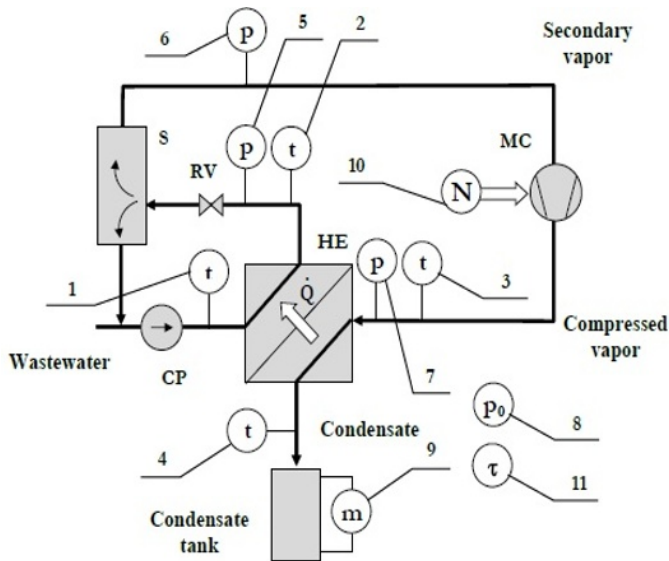 6
p
5
2
Secondary
vapor
S
RV
p
t
10
N
MC
1
t
HE
Q̇
p
t
3
Wastewater
CP
Compressed
vapor
7
4
t
Condensate
9
p₀
8
m
τ
11
Condensate
tank